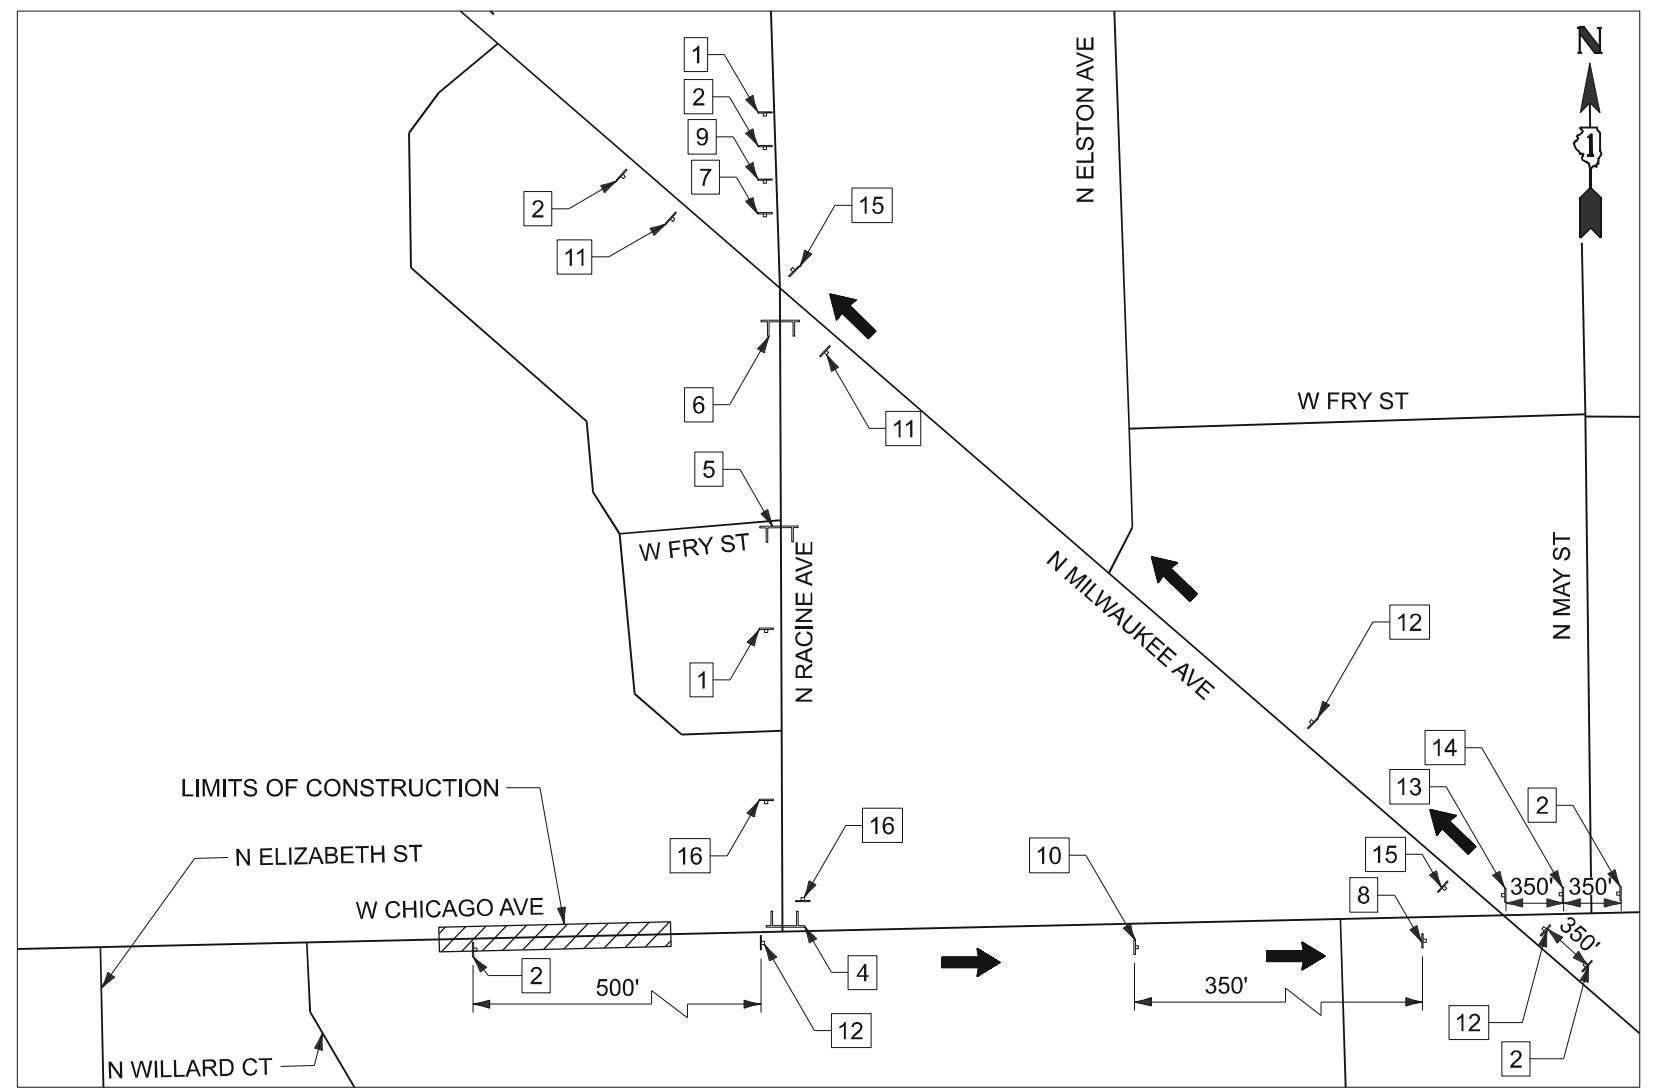 1
2
9
7
2
11
15
N ELSTON AVE
N
1
6
11
W FRY ST
5
W FRY ST
N RACINE AVE
N MILWAUKEE AVE
N MAY ST
12
1
14
13
2
LIMITS OF CONSTRUCTION
16
16
N ELIZABETH ST
10
15
8
350'
350'
W CHICAGO AVE
350'
2
4
500'
350'
12
12
2
N WILLARD CT